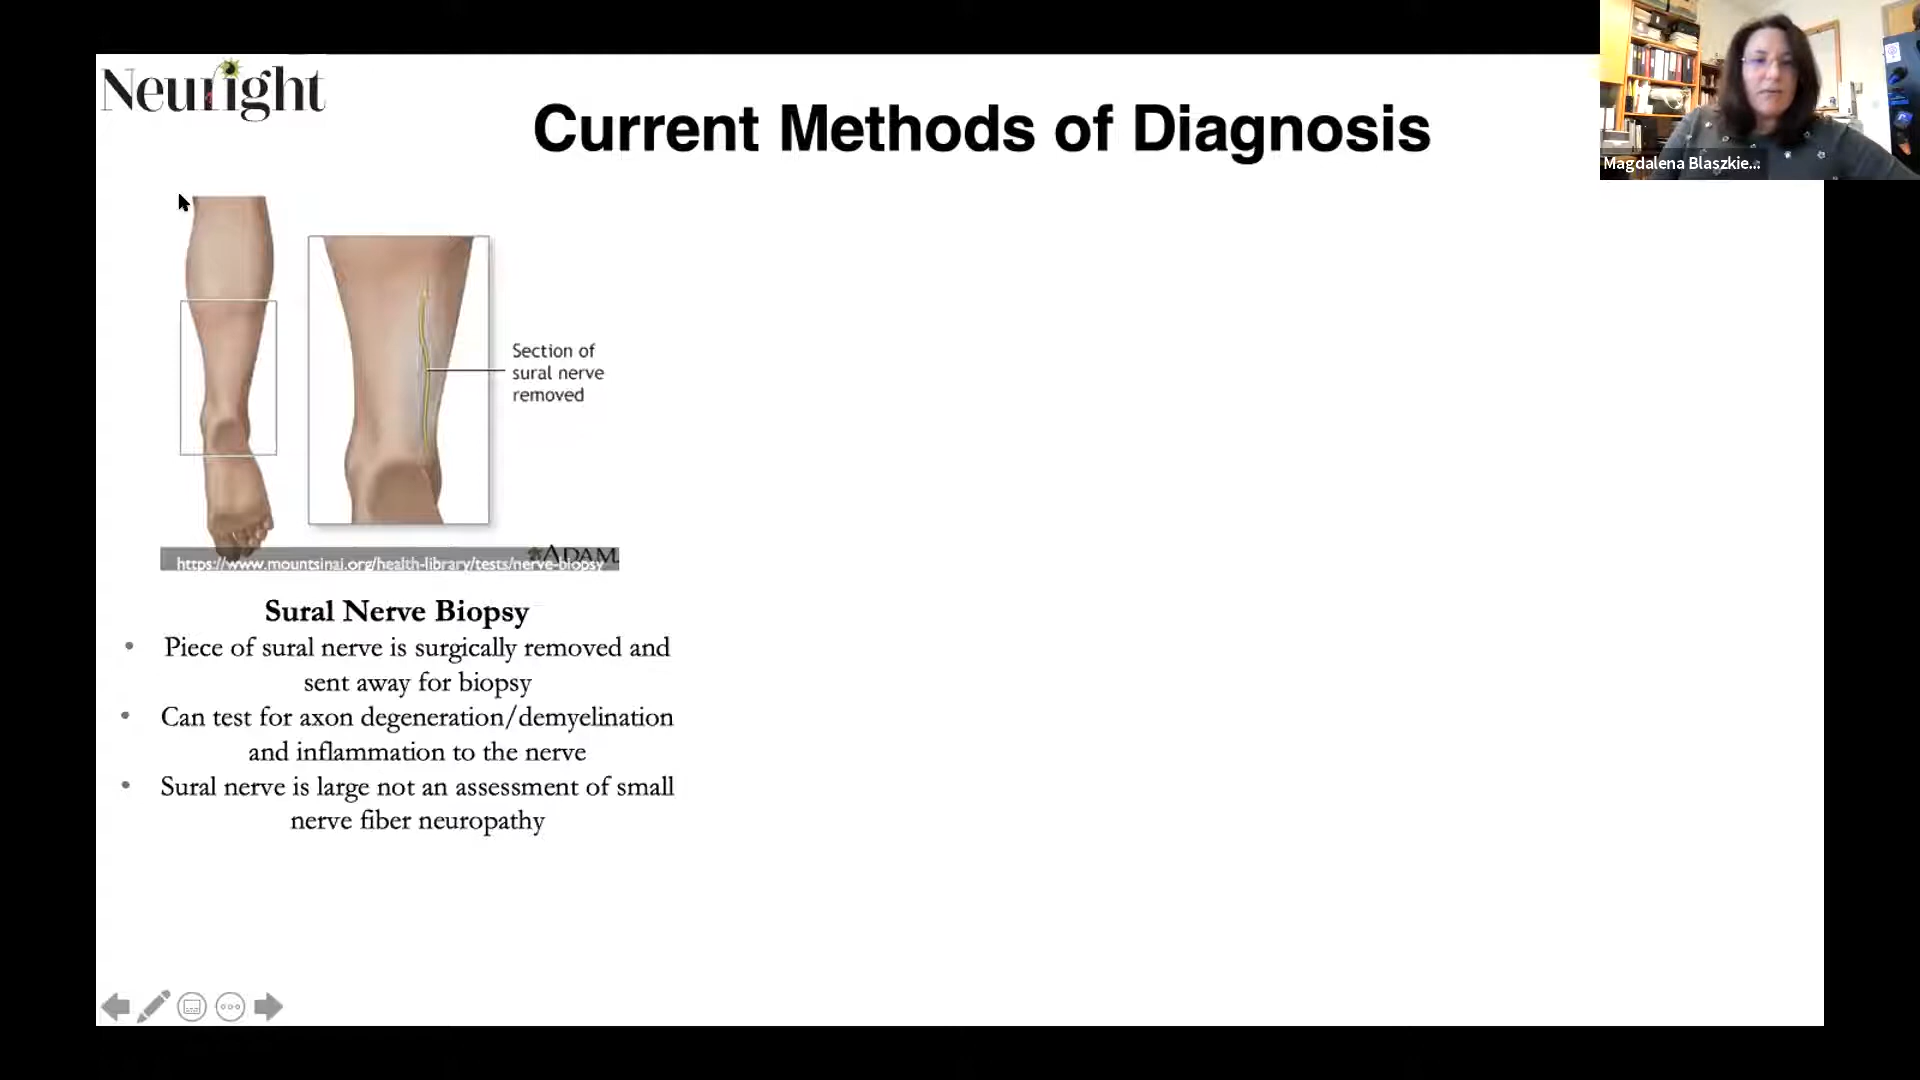 Neuright
Current Methods of Diagnosis
Magdalena Blaszkie...
Section of
sural nerve
removed
ADAM.
https://www.mountsinai.org/health-library/tests/nerve-biopsy
Sural Nerve Biopsy
• Piece of sural nerve is surgically removed and
sent away for biopsy
• Can test for axon degeneration/demyelination
and inflammation to the nerve
• Sural nerve is large not an assessment of small
nerve fiber neuropathy